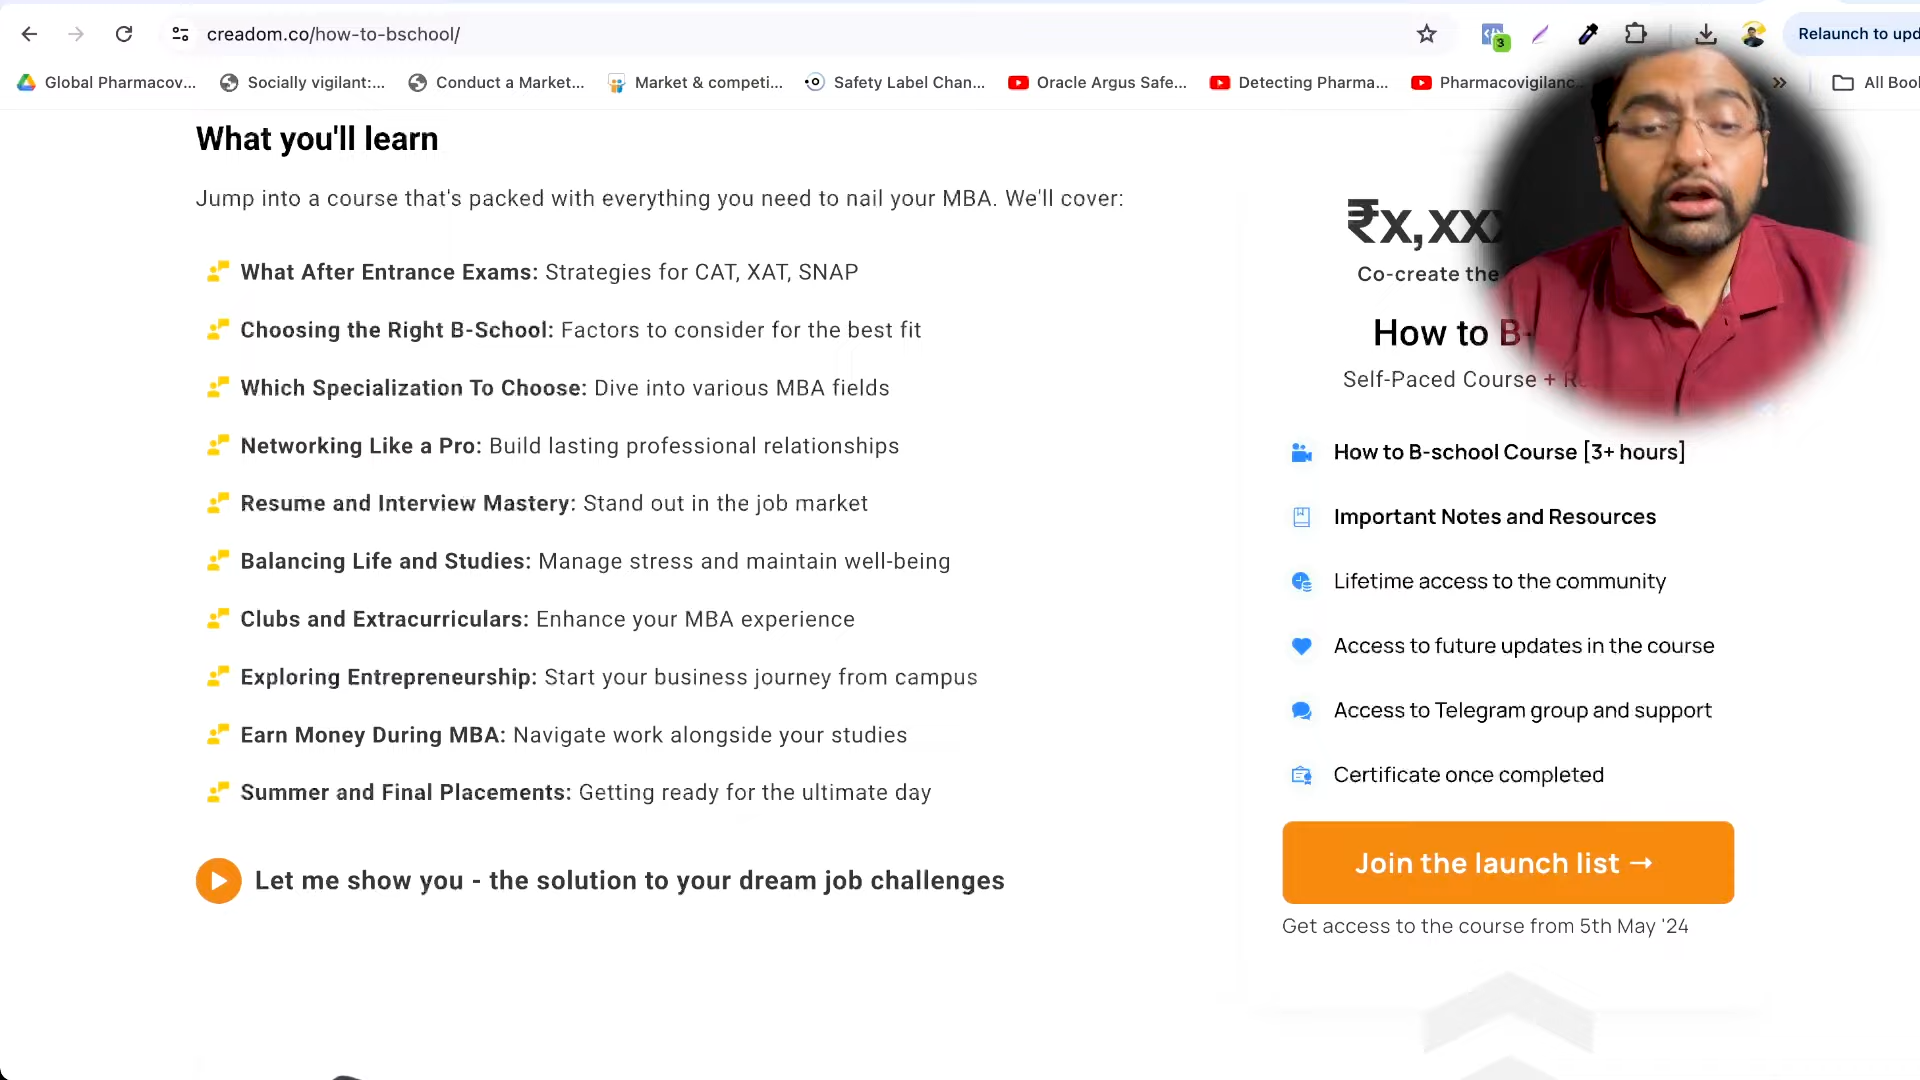 creadom.co/how-to-bschool/
3
Relaunch to upd
Global Pharmacov...
Socially vigilant:...
Conduct a Market...
Market & competi...
Safety Label Chan...
Oracle Argus Safe...
Detecting Pharma...
Pharmacovigilanc
All Boo
What you'll learn
Jump into a course that's packed with everything you need to nail your MBA. We'll cover:
What After Entrance Exams: Strategies for CAT, XAT, SNAP
Choosing the Right B-School: Factors to consider for the best fit
Which Specialization To Choose: Dive into various MBA fields
Networking Like a Pro: Build lasting professional relationships
Resume and Interview Mastery: Stand out in the job market
Balancing Life and Studies: Manage stress and maintain well-being
Clubs and Extracurriculars: Enhance your MBA experience
Exploring Entrepreneurship: Start your business journey from campus
Earn Money During MBA: Navigate work alongside your studies
Summer and Final Placements: Getting ready for the ultimate day
Let me show you - the solution to your dream job challenges
₹x,xxx
Co-create the
How to B-
Self-Paced Course +
How to B-school Course [3+ hours]
Important Notes and Resources
Lifetime access to the community
Access to future updates in the course
Access to Telegram group and support
Certificate once completed
Join the launch list →
Get access to the course from 5th May '24